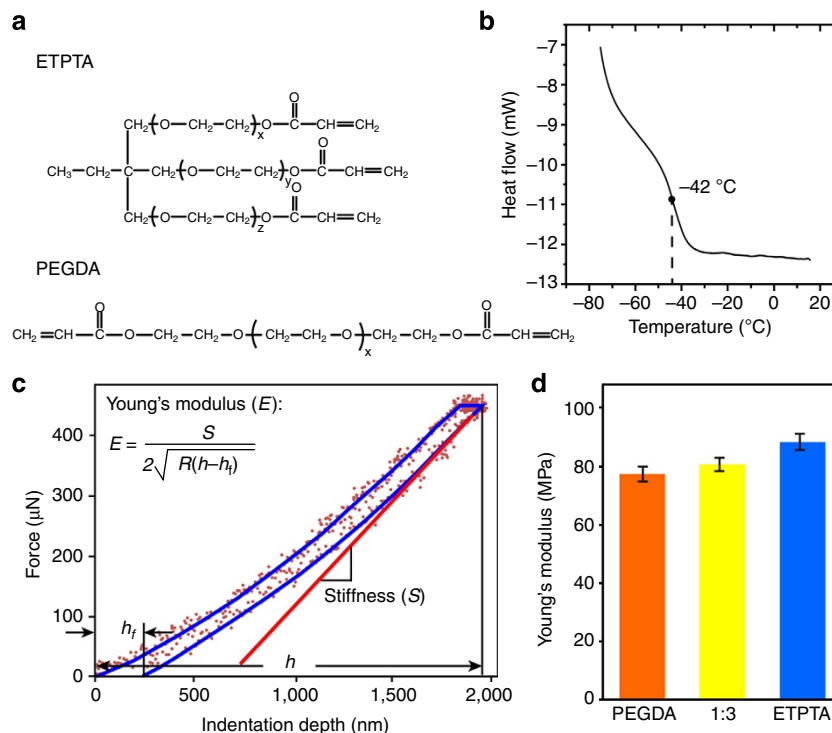 a
ETPTA
CH₂(O—CH₂—CH₂)ₓO—C—CH=CH₂
O
CH₃—CH₂—C—CH₂(O—CH₂—CH₂)ᵧO—C—CH=CH₂
O
CH₂(O—CH₂—CH₂)zO—C—CH=CH₂
O
PEGDA
O
O
CH₂=CH—C—O—CH₂—CH₂—O(CH₂—CH₂—O)ₓCH₂—CH₂—O—C—CH=CH₂
b
Heat flow (mW)
−7
−8
−9
−10
−11
−12
−13
−42 °C
−80 −60 −40 −20 0 20
Temperature (°C)
c
Young's modulus (E):
E = S / 2√R(h–hf)
Force (µN)
400
300
200
100
0
Stiffness (S)
hf
h
0 500 1,000 1,500 2,000
Indentation depth (nm)
d
Young's modulus (MPa)
100
80
60
40
20
0
PEGDA 1:3 ETPTA